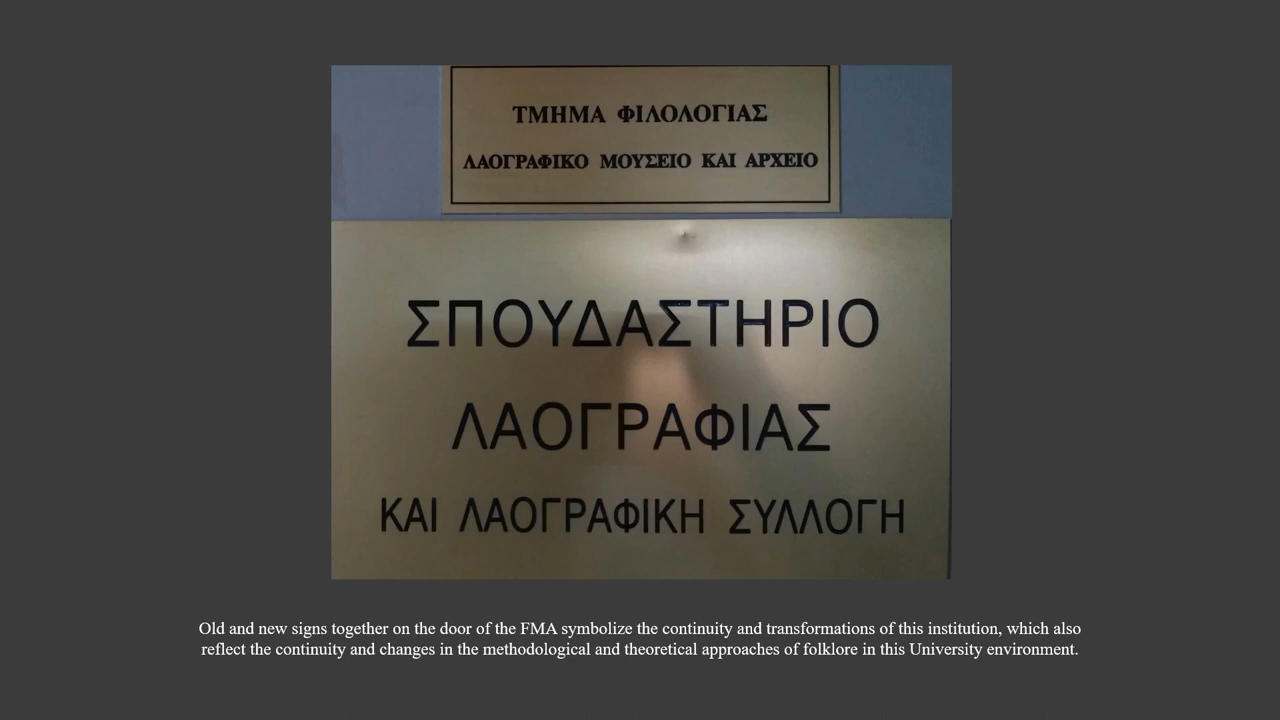 ΤΜΗΜΑ ΦΙΛΟΛΟΓΙΑΣ
ΛΑΟΓΡΑΦΙΚΟ ΜΟΥΣΕΙΟ ΚΑΙ ΑΡΧΕΙΟ
ΣΠΟΥΔΑΣΤΗΡΙΟ
ΛΑΟΓΡΑΦΙΑΣ
ΚΑΙ ΛΑΟΓΡΑΦΙΚΗ ΣΥΛΛΟΓΗ
Old and new signs together on the door of the FMA symbolize the continuity and transformations of this institution, which also
reflect the continuity and changes in the methodological and theoretical approaches of folklore in this University environment.